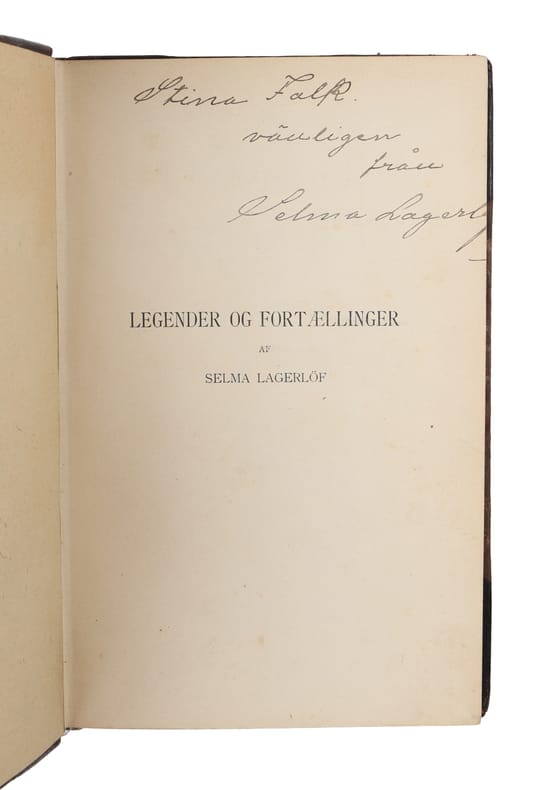 Stina Falk.
vänligen
från
Selma Lagerlöf
LEGENDER OG FORTÆLLINGER
AF
SELMA LAGERLÖF